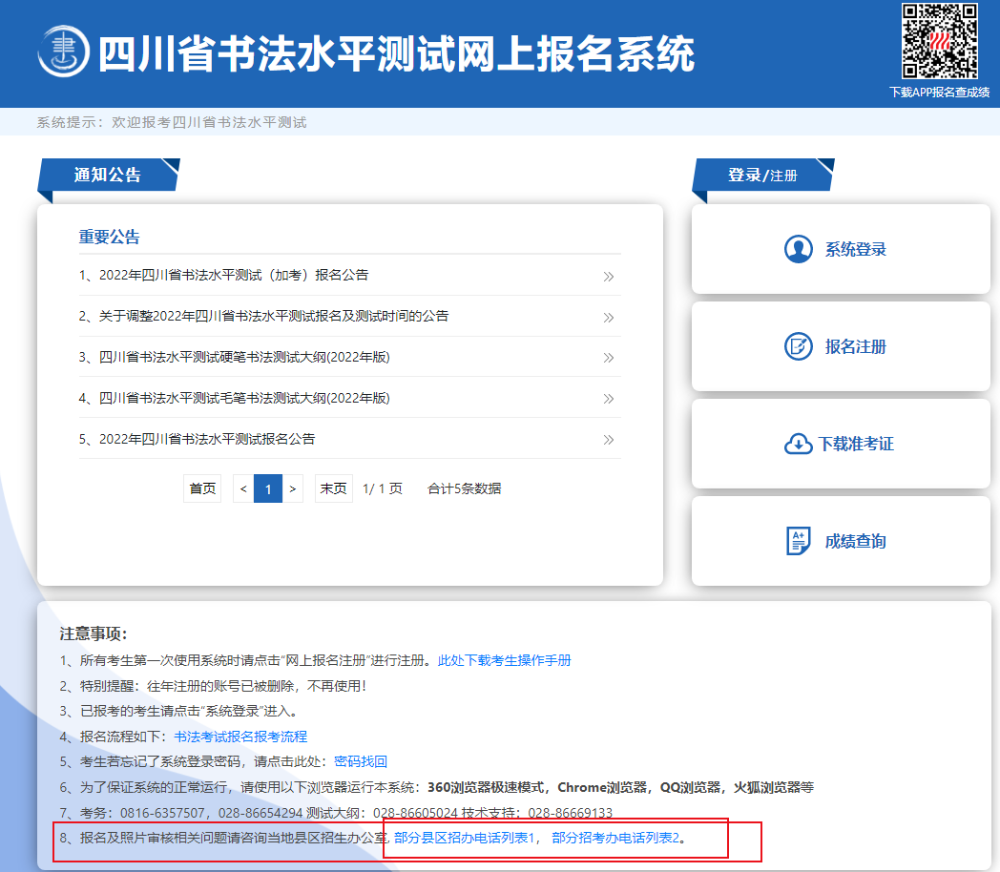 書
四川省书法水平测试网上报名系统
下载APP报名查成绩
系统提示：欢迎报考四川省书法水平测试
通知公告
登录/注册
重要公告
1、2022年四川省书法水平测试（加考）报名公告
2、关于调整2022年四川省书法水平测试报名及测试时间的公告
3、四川省书法水平测试硬笔书法测试大纲(2022年版)
4、四川省书法水平测试毛笔书法测试大纲(2022年版)
5、2022年四川省书法水平测试报名公告
首页 < 1 > 末页 1/ 1 页 合计5条数据
系统登录
报名注册
下载准考证
A+
成绩查询
注意事项：
1、所有考生第一次使用系统时请点击“网上报名注册”进行注册。此处下载考生操作手册
2、特别提醒：往年注册的账号已被删除，不再使用！
3、已报考的考生请点击“系统登录”进入。
4、报名流程如下：书法考试报名报考流程
5、考生若忘记了系统登录密码，请点击此处：密码找回
6、为了保证系统的正常运行，请使用以下浏览器运行本系统：360浏览器极速模式，Chrome浏览器，QQ浏览器，火狐浏览器等
7、考务：0816-6357507，028-86654294 测试大纲：028-86605024 技术支持：028-86669133
8、报名及照片审核相关问题请咨询当地县区招生办公室, 部分县区招办电话列表1， 部分招考办电话列表2。